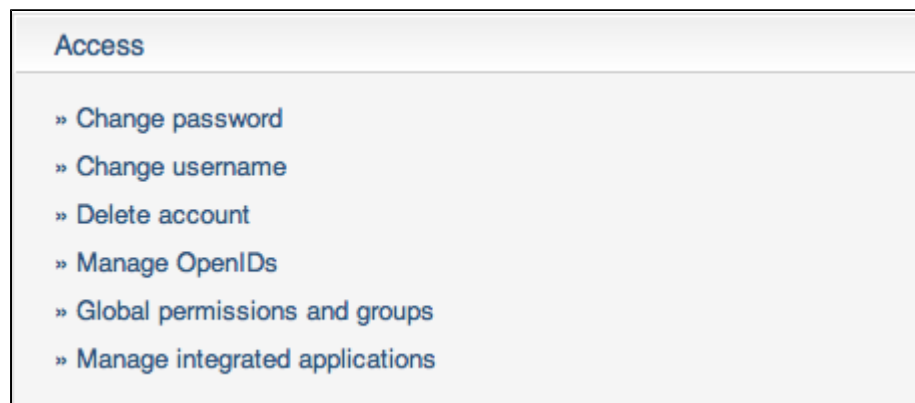 Access
» Change password
» Change username
» Delete account
» Manage OpenIDs
» Global permissions and groups
» Manage integrated applications